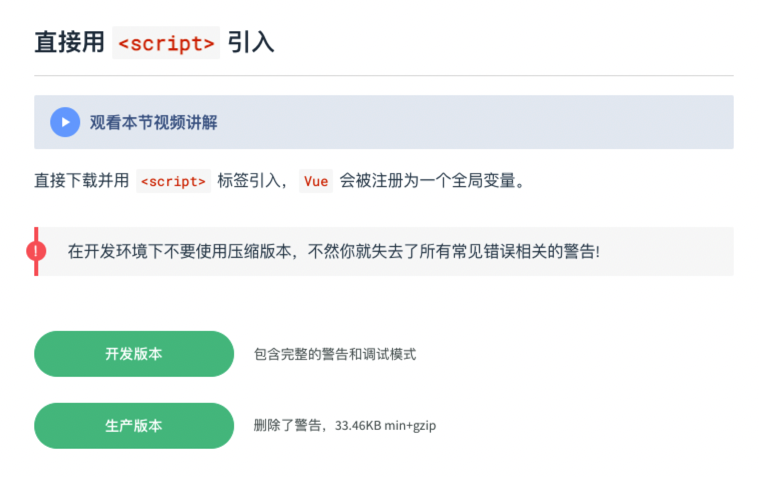 直接用 <script> 引入
观看本节视频讲解
直接下载并用 <script> 标签引入，Vue 会被注册为一个全局变量。
!
在开发环境下不要使用压缩版本，不然你就失去了所有常见错误相关的警告!
开发版本 包含完整的警告和调试模式
生产版本 删除了警告，33.46KB min+gzip